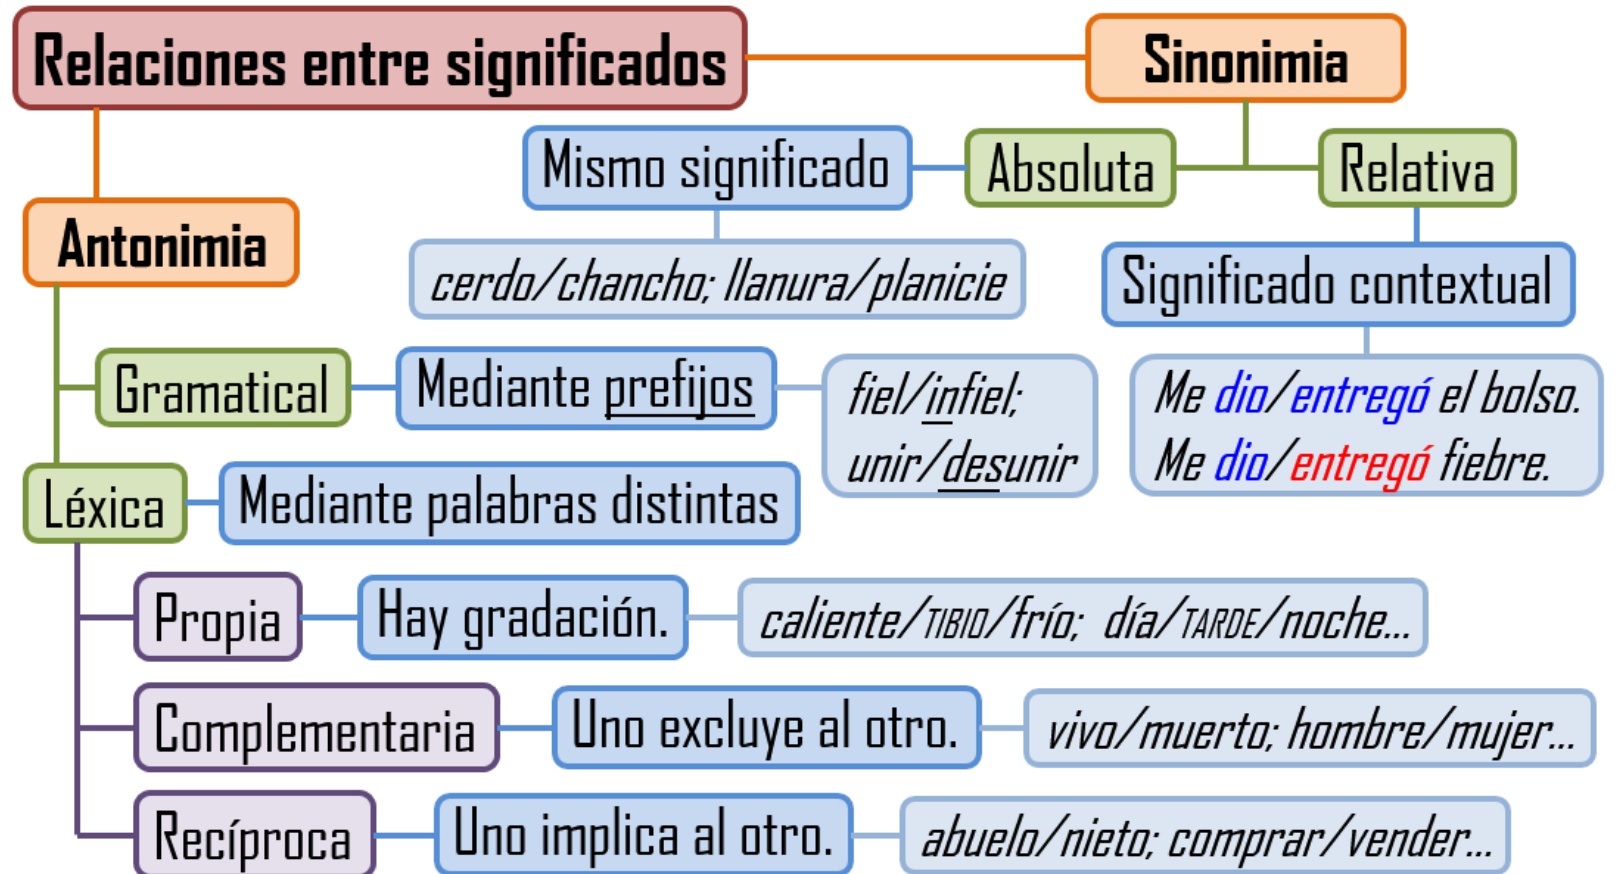 Relaciones entre significados
Sinonimia
Mismo significado
Absoluta
Relativa
Antonimia
cerdo/chancho; llanura/planicie
Significado contextual
Gramatical
Mediante prefijos
fiel/infiel;
unir/desunir
Me dio/entregó el bolso.
Me dio/entregó fiebre.
Léxica
Mediante palabras distintas
Propia
Hay gradación.
caliente/TIBIO/frío; día/TARDE/noche...
Complementaria
Uno excluye al otro.
vivo/muerto; hombre/mujer...
Recíproca
Uno implica al otro.
abuelo/nieto; comprar/vender...